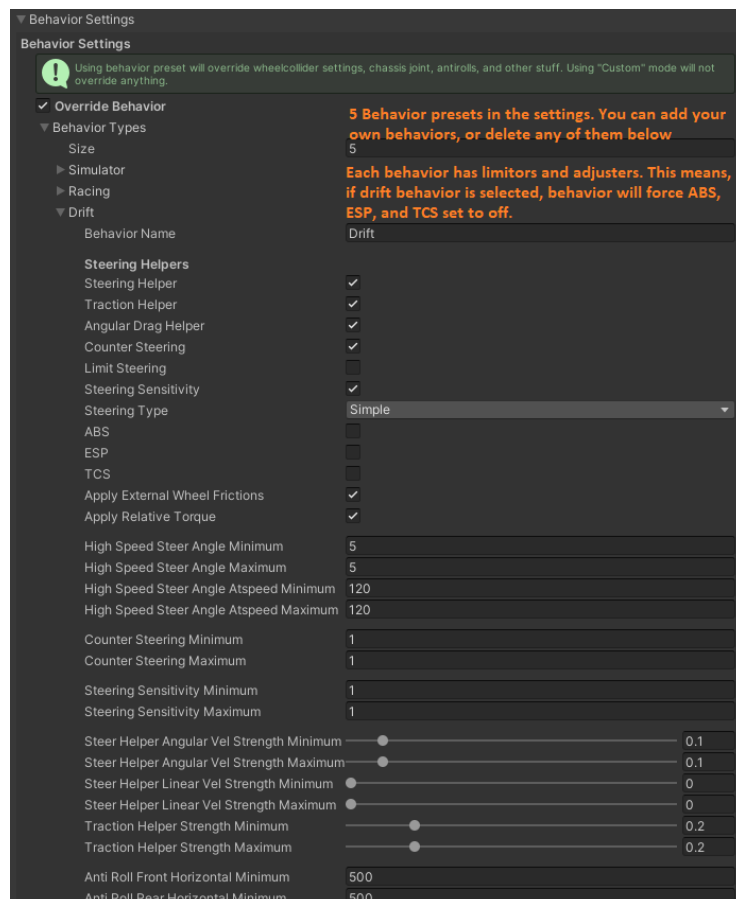 Behavior Settings
Behavior Settings
Using behavior preset will override wheelcollider settings, chassis joint, antirolls, and other stuff. Using "Custom" mode will not
override anything.
Override Behavior
5 Behavior presets in the settings. You can add your
own behaviors, or delete any of them below
Behavior Types
Size 5
Each behavior has limitors and adjusters. This means,
if drift behavior is selected, behavior will force ABS,
ESP, and TCS set to off.
Simulator
Racing
Drift
Behavior Name Drift
Steering Helpers
Steering Helper
Traction Helper
Angular Drag Helper
Counter Steering
Limit Steering
Steering Sensitivity
Steering Type Simple
ABS
ESP
TCS
Apply External Wheel Frictions
Apply Relative Torque
High Speed Steer Angle Minimum 5
High Speed Steer Angle Maximum 5
High Speed Steer Angle Atspeed Minimum 120
High Speed Steer Angle Atspeed Maximum 120
Counter Steering Minimum 1
Counter Steering Maximum 1
Steering Sensitivity Minimum 1
Steering Sensitivity Maximum 1
Steer Helper Angular Vel Strength Minimum 0.1
Steer Helper Angular Vel Strength Maximum 0.1
Steer Helper Linear Vel Strength Minimum 0
Steer Helper Linear Vel Strength Maximum 0
Traction Helper Strength Minimum 0.2
Traction Helper Strength Maximum 0.2
Anti Roll Front Horizontal Minimum 500
Anti Roll Rear Horizontal Minimum 500